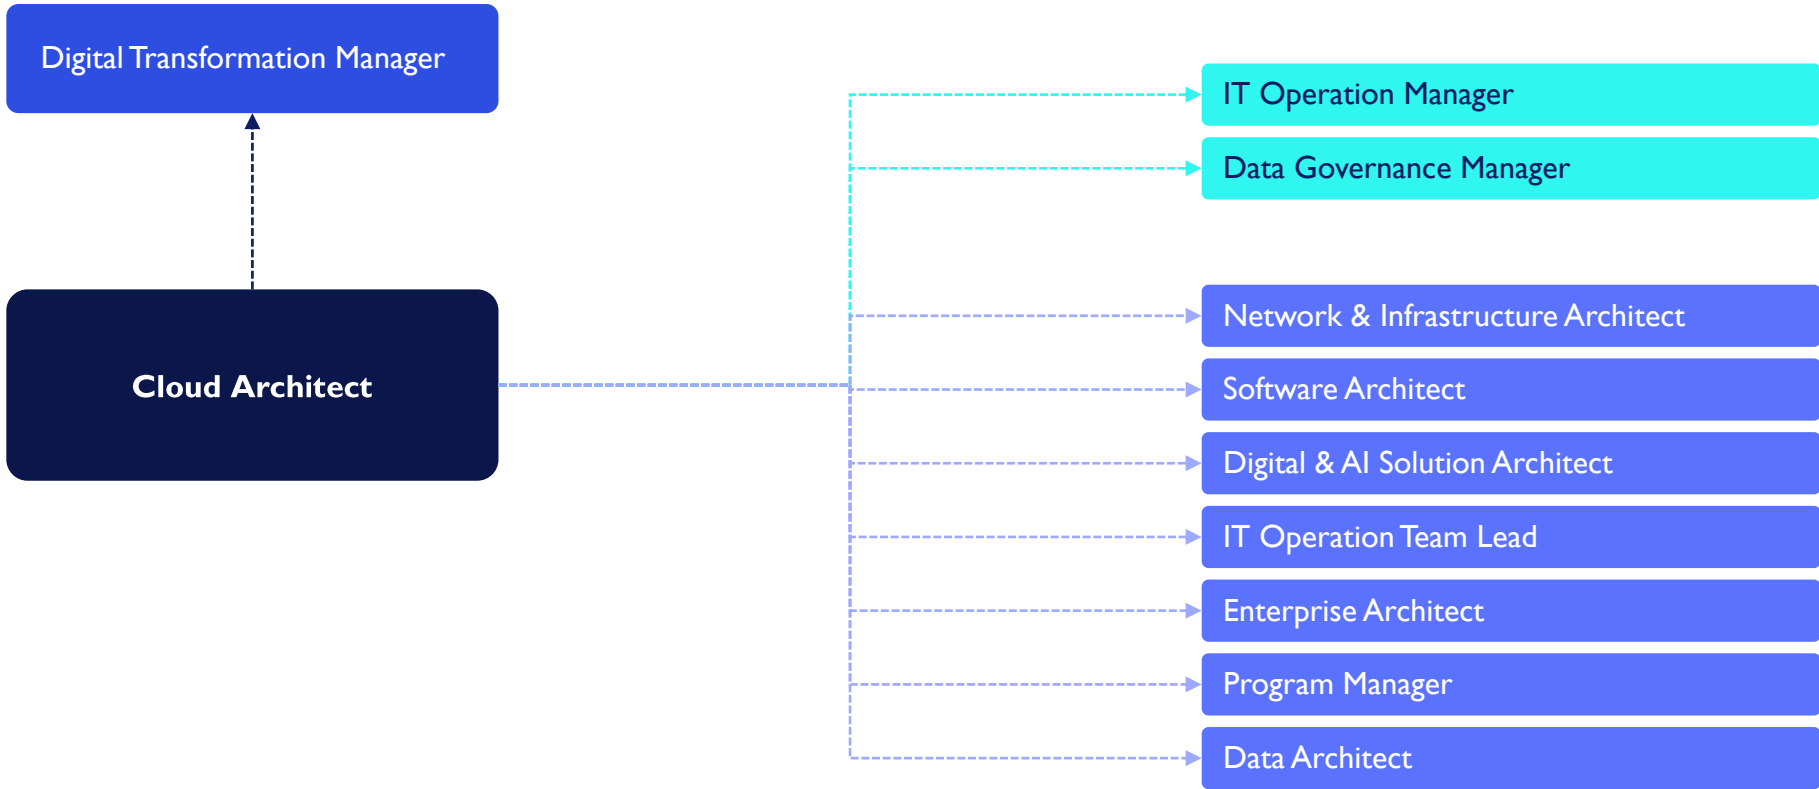 Digital Transformation Manager
IT Operation Manager
Data Governance Manager
Cloud Architect
Network & Infrastructure Architect
Software Architect
Digital & AI Solution Architect
IT Operation Team Lead
Enterprise Architect
Program Manager
Data Architect